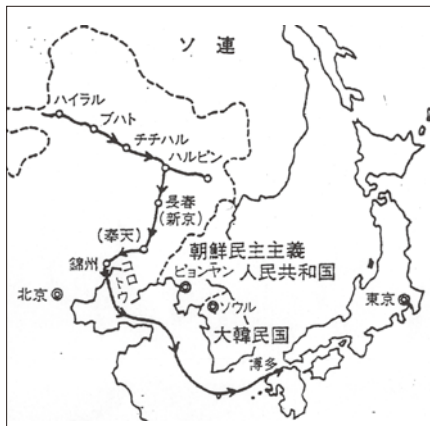 ソ連
ハイラル
ブハト
チチハル
ハルピン
長春
(新京)
(奉天)
錦州
コロトウ
北京
朝鮮民主主義
人民共和国
ピョンヤン
ソウル
大韓民国
東京
博多